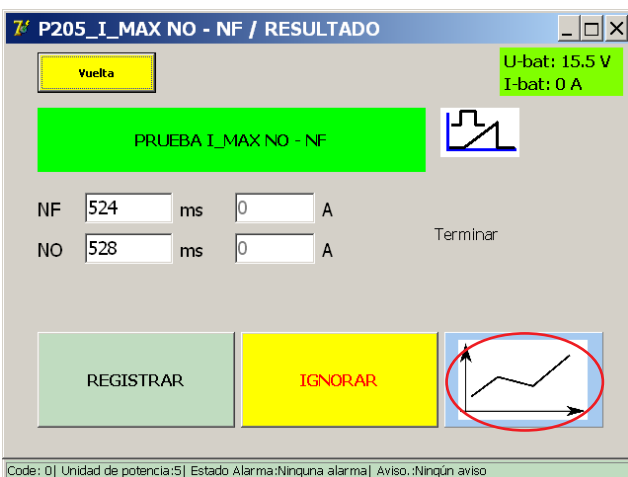 P205_I_MAX NO - NF / RESULTADO
Vuelta
U-bat: 15.5 V
I-bat: 0 A
PRUEBA I_MAX NO - NF
NF 524 ms 0 A
NO 528 ms 0 A
Terminar
REGISTRAR
IGNORAR
Code: 0| Unidad de potencia:5| Estado Alarma:Ninguna alarma| Aviso.:Ningún aviso